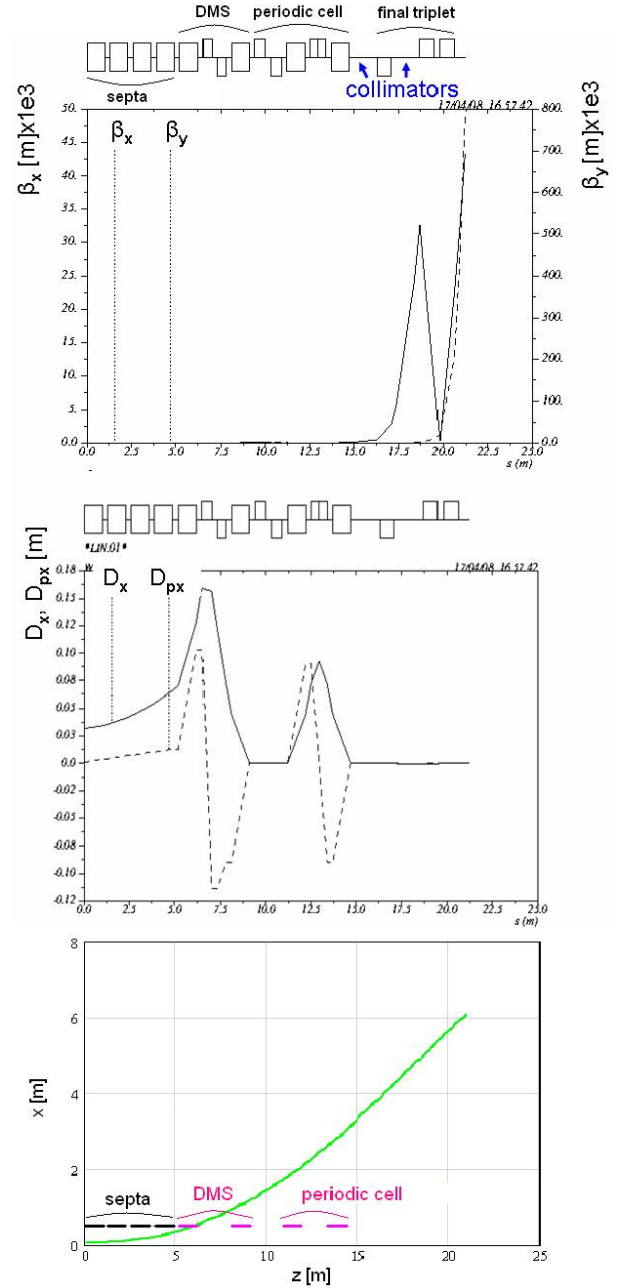 DMS periodic cell final triplet
septa
collimators
17/04/08 16.57.42
βx [m]x1e3
βy [m]x1e3
βx βy
50. 800.
45. 700.
40. 600.
35. 500.
30. 400.
25. 300.
20. 200.
15. 100.
10.
5.
0.0 0.0
0.0 2.5 5.0 7.5 10.0 12.5 15.0 17.5 20.0 22.5 25.0
s (m)
*LIN.01*
17/04/08 16.57.42
Dx, Dpx [m]
Dx Dpx
0.18
0.15
0.13
0.10
0.08
0.05
0.03
0.0
-0.02
-0.05
-0.08
-0.10
-0.12
0.0 2.5 5.0 7.5 10.0 12.5 15.0 17.5 20.0 22.5 25.0
s (m)
x [m]
8
6
4
2
0
septa DMS periodic cell
0 5 10 15 20 25
z [m]